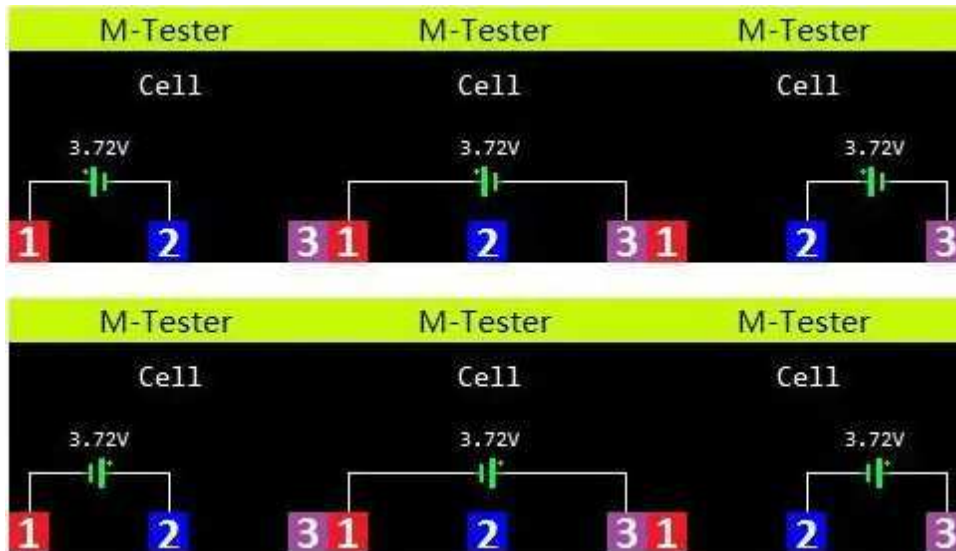 M-Tester M-Tester M-Tester
Cell Cell Cell
3.72V 3.72V 3.72V
1 2 3 1 2 3 1 2 3
M-Tester M-Tester M-Tester
Cell Cell Cell
3.72V 3.72V 3.72V
1 2 3 1 2 3 1 2 3